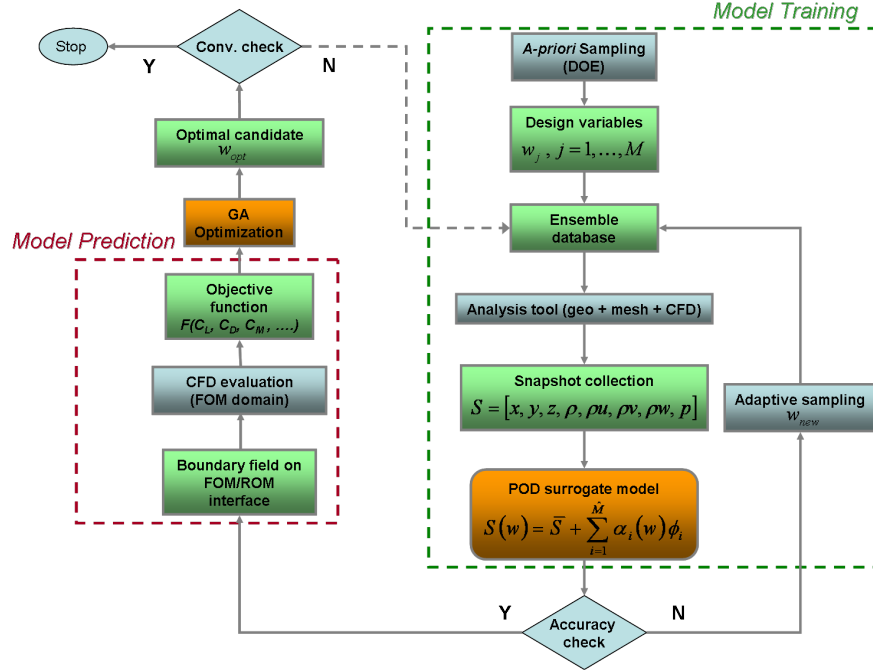 Model Training
Stop
Conv. check
Y
N
A-priori Sampling
(DOE)
Design variables
w_j , j = 1,...,M
Optimal candidate
w_opt
GA
Optimization
Ensemble
database
Model Prediction
Objective
function
F(C_L, C_D, C_M, ....)
Analysis tool (geo + mesh + CFD)
CFD evaluation
(FOM domain)
Snapshot collection
S = [x, y, z, ρ, ρu, ρv, ρw, p]
Adaptive sampling
w_new
Boundary field on
FOM/ROM
interface
POD surrogate model
S(w) = S̅ + ∑_{i=1}^{M̂} α_i(w)ϕ_i
Y
N
Accuracy
check